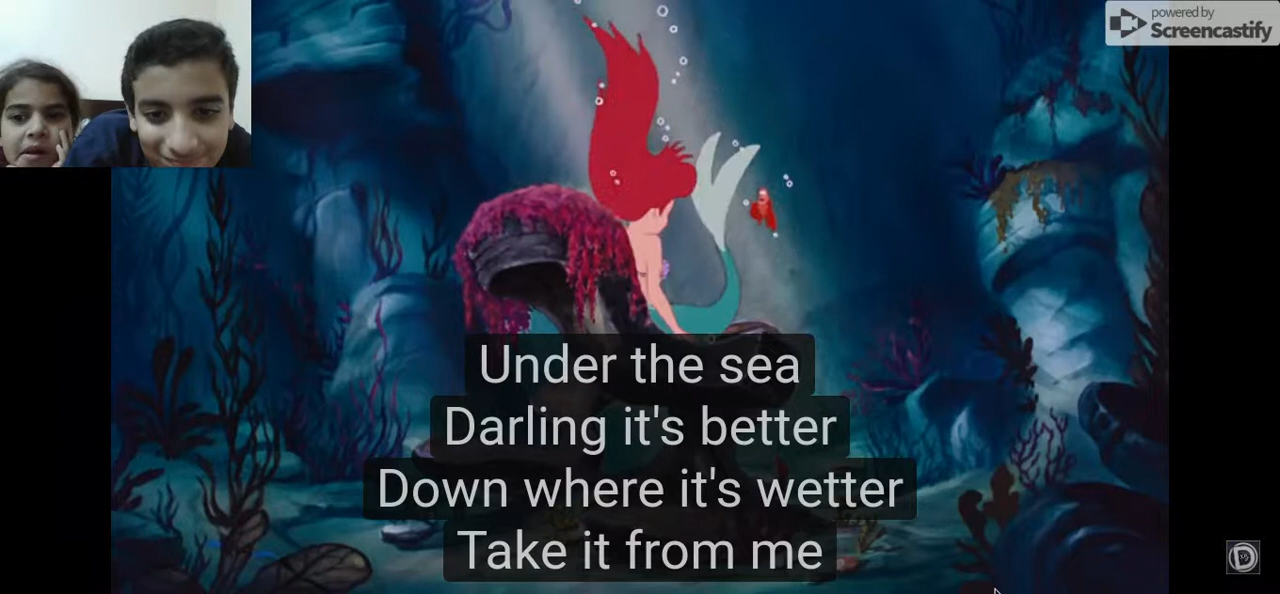 powered by
Screencastify
Under the sea
Darling it's better
Down where it's wetter
Take it from me